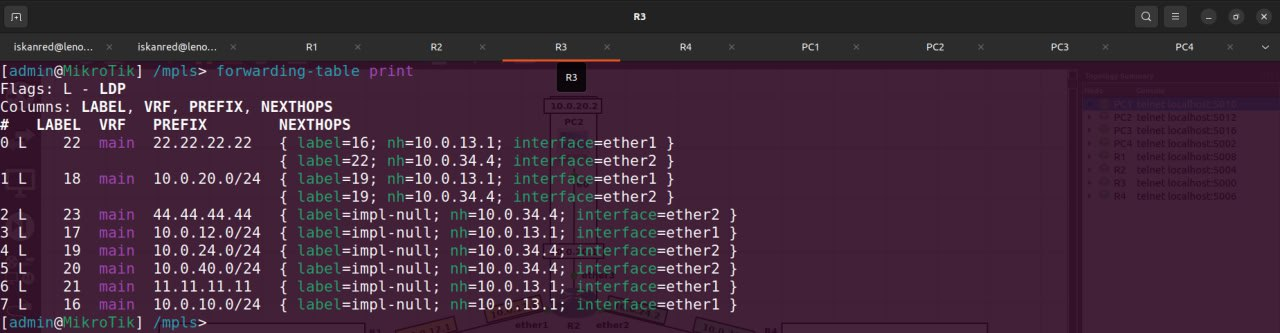 R3
iskanred@leno...
iskanred@leno...
R1
R2
R3
R4
PC1
PC2
PC3
PC4
[admin@MikroTik] /mpls> forwarding-table print
R3
Flags: L - LDP
Columns: LABEL, VRF, PREFIX, NEXTHOPS
#   LABEL  VRF   PREFIX         NEXTHOPS
0 L    22  main  22.22.22.22    { label=16; nh=10.0.13.1; interface=ether1 }
{ label=22; nh=10.0.34.4; interface=ether2 }
1 L    18  main  10.0.20.0/24   { label=19; nh=10.0.13.1; interface=ether1 }
{ label=19; nh=10.0.34.4; interface=ether2 }
2 L    23  main  44.44.44.44    { label=impl-null; nh=10.0.34.4; interface=ether2 }
3 L    17  main  10.0.12.0/24   { label=impl-null; nh=10.0.13.1; interface=ether1 }
4 L    19  main  10.0.24.0/24   { label=impl-null; nh=10.0.34.4; interface=ether2 }
5 L    20  main  10.0.40.0/24   { label=impl-null; nh=10.0.34.4; interface=ether2 }
6 L    21  main  11.11.11.11    { label=impl-null; nh=10.0.13.1; interface=ether1 }
7 L    16  main  10.0.10.0/24   { label=impl-null; nh=10.0.13.1; interface=ether1 }
[admin@MikroTik] /mpls>
10.0.20.2
PC2
ether1
R2
ether2
R1
R4
Topology Summary
Node Console
PC1 telnet localhost:5010
PC2 telnet localhost:5012
PC3 telnet localhost:5016
PC4 telnet localhost:5002
R1 telnet localhost:5008
R2 telnet localhost:5004
R3 telnet localhost:5000
R4 telnet localhost:5006